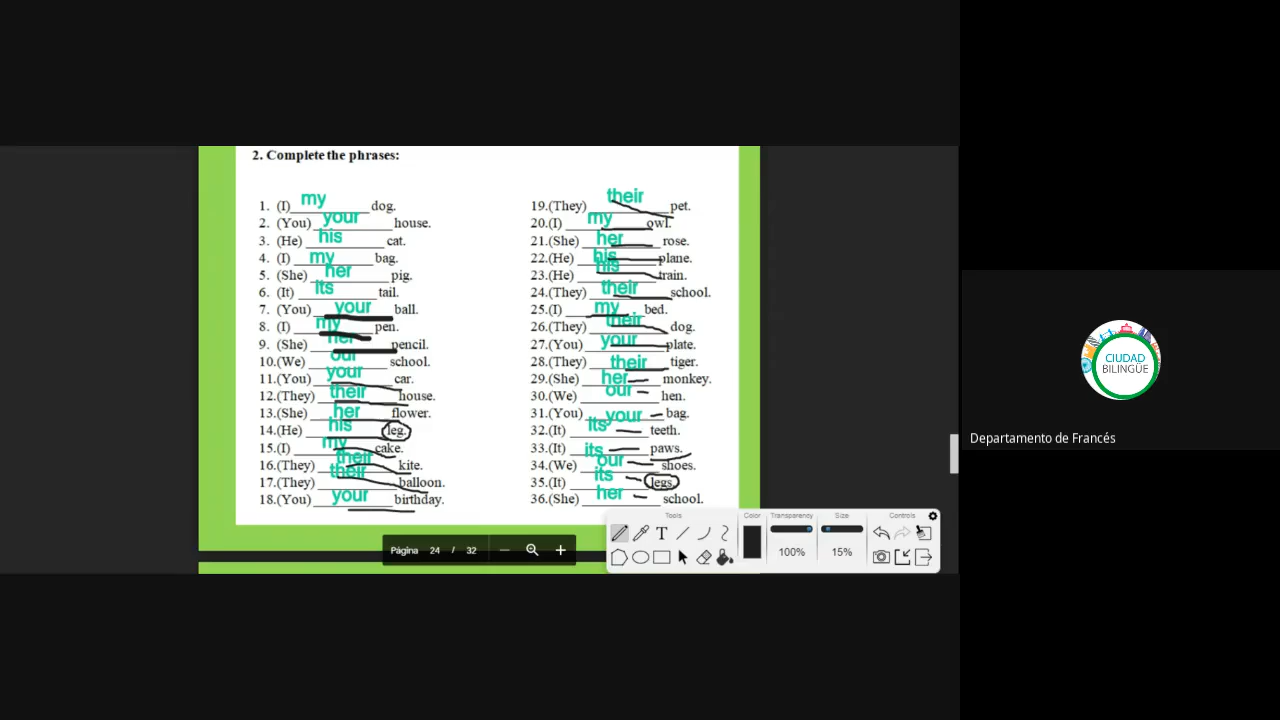 2. Complete the phrases:
1. (I) my dog.
2. (You) your house.
3. (He) his cat.
4. (I) my bag.
5. (She) her pig.
6. (It) its tail.
7. (You) your ball.
8. (I) my pen.
9. (She) her pencil.
10.(We) our school.
11.(You) your car.
12.(They) their house.
13.(She) her flower.
14.(He) his leg.
15.(I) my cake.
16.(They) their kite.
17.(They) their balloon.
18.(You) your birthday.
19.(They) their pet.
20.(I) my owl.
21.(She) her rose.
22.(He) his plane.
23.(He) his train.
24.(They) their school.
25.(I) my bed.
26.(They) their dog.
27.(You) your plate.
28.(They) their tiger.
29.(She) her monkey.
30.(We) our hen.
31.(You) your bag.
32.(It) Its teeth.
33.(It) its paws.
34.(We) our shoes.
35.(It) its legs.
36.(She) her school.
Página 24 / 32
Tools Color Transparency Size Controls
T
100% 15%
CIUDAD
BILINGÜE
Departamento de Francés